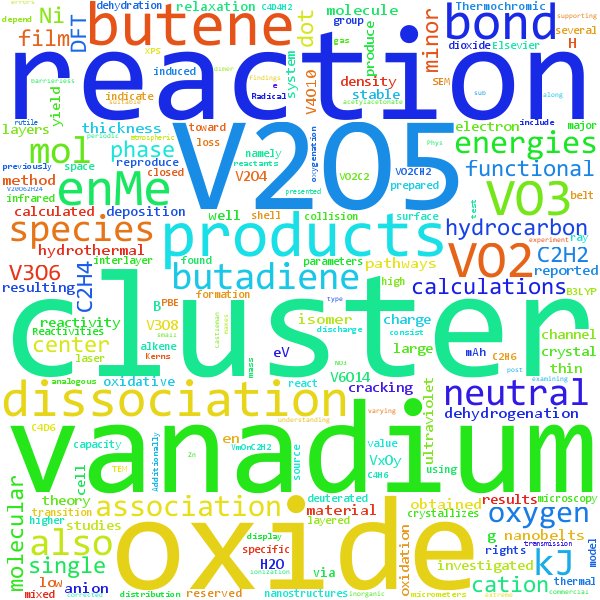 dehydration
C4D4H2
relaxation
molecule
Thermochromic
errors
butene
bond
supporting
depend
Ni
film
DFT
group
gas
produce
several
H
dot
minor
dioxide
Elsevier
XPS
induced
e
findings
Radical
dimer
barrierless
suitable
indicate
system
V4O10
density
stable
SEM
sub
along
reaction
rutile
yield
acetylacetonate
layers
thickness
periodic
atmospheric
toward
electron
major
include
mol
phase
reproduce
loss
reactants
V2O5
oxygenation
Phys
energies
previously
space
closed
namely
V2O4
VO2C2
VO2CH2
presented
test
functional
belt
V20O62H24
enMe
method
infrared
prepared
VO3
calculated
deposition
well
shell
collision
surface
species
products
hydrocarbon
ray
experiment
hydrothermal
interlayer
found
parameters
VO2
C2H2
reported
V3O6
resulting
C2H4
butadiene
pathways
high
calculations
B3LYP
B
PBE
formation
type
reactivity
Reactivities
V3O8
small
isomer
charge
channel
center
alkene
Kerns
discharge
consist
large
crystal
laser
eV
mAh
C2H6
post
thin
cluster
analogous
oxidative
mass
react
V6O14
NO3
cracking
examining
dissociation
neutral
ultraviolet
C4D6
understanding
varying
dehydrogenation
capacity
TEM
Additionally
en
VmOnC2H2
Zn
source
value
VxOy
C4H6
using
cell
vanadium
theory
association
material
obtained
results
microscopy
transition
deuterated
crystallizes
higher
studies
display
layered
oxygen
also
g
nanobelts
oxidation
rights
model
molecular
single
specific
H2O
via
investigated
transmission
kJ
low
anion
ionization
cation
thermal
mixed
reserved
nanostructures
distribution
inorganic
micrometers
extreme
commercial
oxide